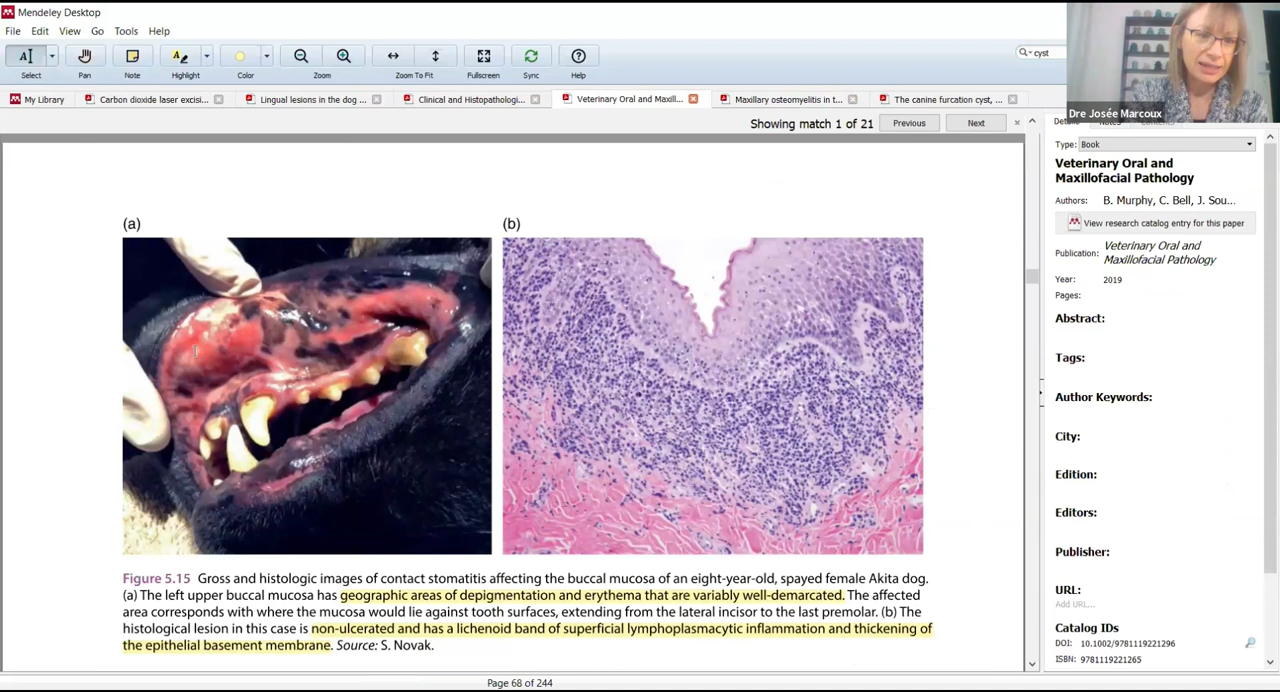 Mendeley Desktop
File Edit View Go Tools Help
Select Pan Note Highlight Color Zoom Zoom To Fit Fullscreen Sync Help
cyst
My Library Carbon dioxide laser excisi... Lingual lesions in the dog ... Clinical and Histopathologi... Veterinary Oral and Maxill... Maxillary osteomyelitis in t... The canine furcation cyst, ...
Dre Josée Marcoux
Showing match 1 of 21 Previous Next
Type: Book
Veterinary Oral and
Maxillofacial Pathology
Authors: B. Murphy, C. Bell, J. Sou...
View research catalog entry for this paper
Publication: Veterinary Oral and
Maxillofacial Pathology
Year: 2019
Pages:
Abstract:
Tags:
Author Keywords:
City:
Edition:
Editors:
Publisher:
URL:
Add URL...
Catalog IDs
DOI: 10.1002/9781119221296
ISBN: 9781119221265
(a) (b)
Figure 5.15 Gross and histologic images of contact stomatitis affecting the buccal mucosa of an eight-year-old, spayed female Akita dog.
(a) The left upper buccal mucosa has geographic areas of depigmentation and erythema that are variably well-demarcated. The affected
area corresponds with where the mucosa would lie against tooth surfaces, extending from the lateral incisor to the last premolar. (b) The
histological lesion in this case is non-ulcerated and has a lichenoid band of superficial lymphoplasmacytic inflammation and thickening of
the epithelial basement membrane. Source: S. Novak.
Page 68 of 244